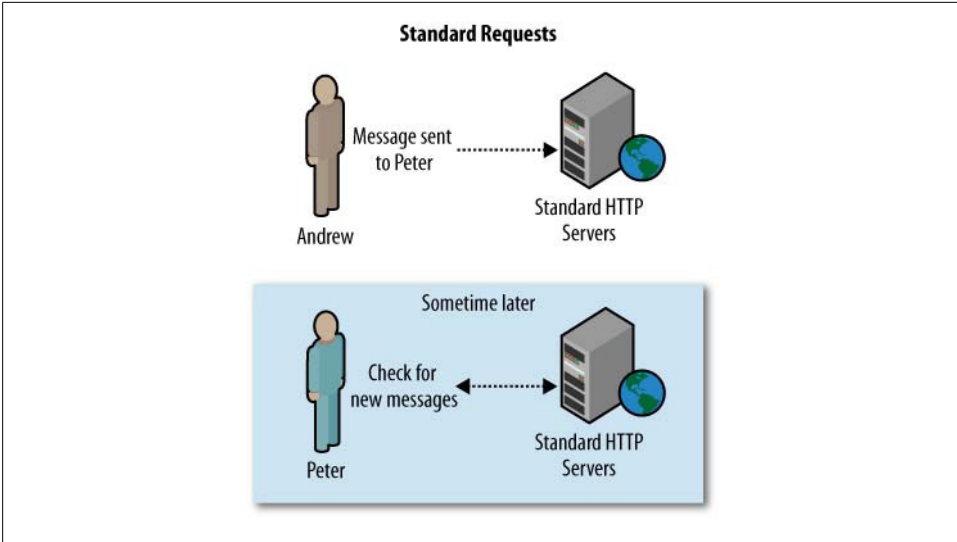 Standard Requests
Message sent
to Peter
Andrew
Standard HTTP
Servers
Sometime later
Check for
new messages
Peter
Standard HTTP
Servers